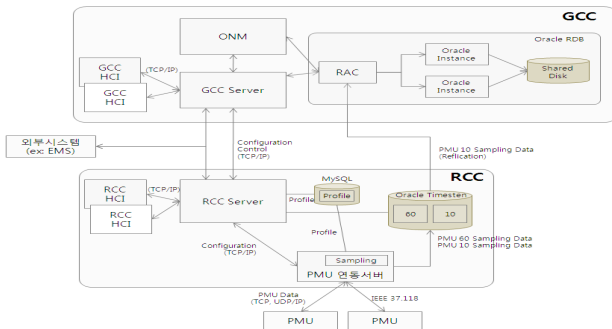 GCC
ONM
Oracle RDB
GCC
HCI
(TCP/IP)
GCC
HCI
GCC Server
RAC
Oracle
Instance
Oracle
Instance
Shared
Disk
외부시스템
(ex: EMS)
Configuration
Control
(TCP/IP)
PMU 10 Sampling Data
(Reflication)
RCC
RCC
HCI
(TCP/IP)
RCC
HCI
RCC Server
MySQL
Profile
Profile
Oracle Timesten
60
10
Profile
Configuration
(TCP/IP)
PMU 60 Sampling Data
PMU 10 Sampling Data
Sampling
PMU 연동서버
PMU Data
(TCP, UDP/IP)
IEEE 37.118
PMU
PMU